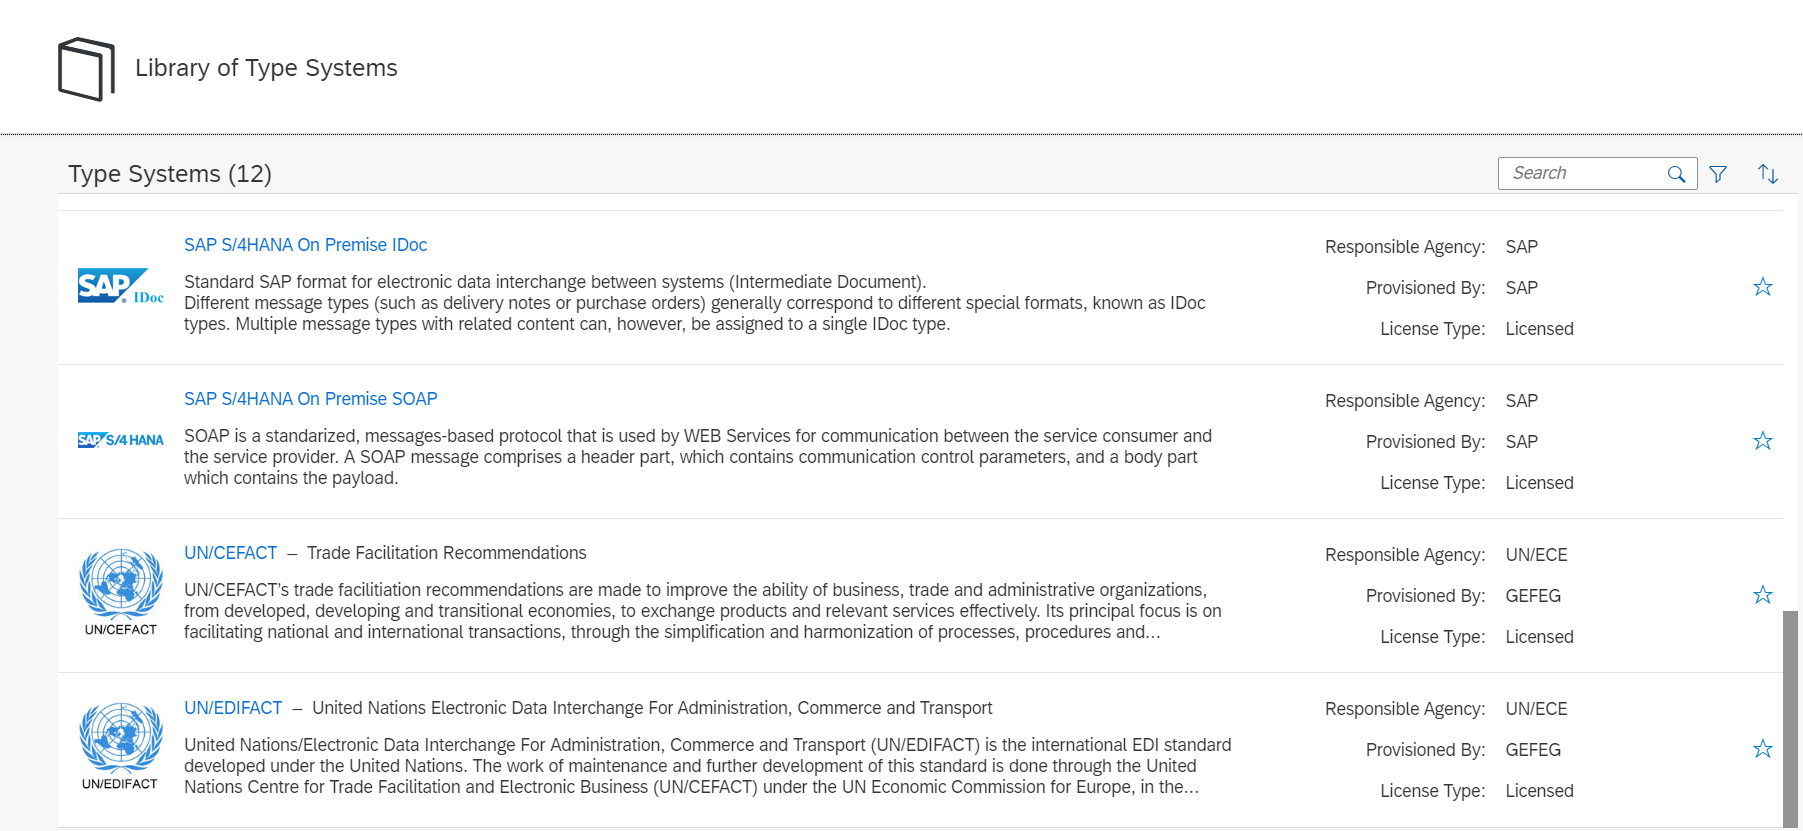 Library of Type Systems
Type Systems (12)
Search
SAP S/4HANA On Premise IDoc
Standard SAP format for electronic data interchange between systems (Intermediate Document).
Different message types (such as delivery notes or purchase orders) generally correspond to different special formats, known as IDoc
types. Multiple message types with related content can, however, be assigned to a single IDoc type.
SAP IDoc
Responsible Agency: SAP
Provisioned By: SAP
License Type: Licensed
SAP S/4HANA On Premise SOAP
SOAP is a standarized, messages-based protocol that is used by WEB Services for communication between the service consumer and
the service provider. A SOAP message comprises a header part, which contains communication control parameters, and a body part
which contains the payload.
SAP S/4 HANA
Responsible Agency: SAP
Provisioned By: SAP
License Type: Licensed
UN/CEFACT – Trade Facilitation Recommendations
UN/CEFACT's trade facilitiation recommendations are made to improve the ability of business, trade and administrative organizations,
from developed, developing and transitional economies, to exchange products and relevant services effectively. Its principal focus is on
facilitating national and international transactions, through the simplification and harmonization of processes, procedures and...
UN/CEFACT
Responsible Agency: UN/ECE
Provisioned By: GEFEG
License Type: Licensed
UN/EDIFACT – United Nations Electronic Data Interchange For Administration, Commerce and Transport
United Nations/Electronic Data Interchange For Administration, Commerce and Transport (UN/EDIFACT) is the international EDI standard
developed under the United Nations. The work of maintenance and further development of this standard is done through the United
Nations Centre for Trade Facilitation and Electronic Business (UN/CEFACT) under the UN Economic Commission for Europe, in the...
UN/EDIFACT
Responsible Agency: UN/ECE
Provisioned By: GEFEG
License Type: Licensed